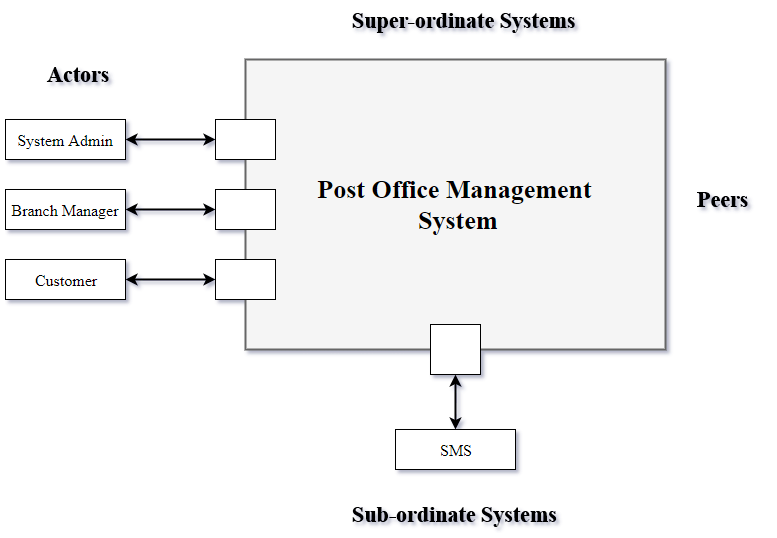 Super-ordinate Systems
Actors
System Admin
Branch Manager
Customer
Post Office Management
System
Peers
SMS
Sub-ordinate Systems